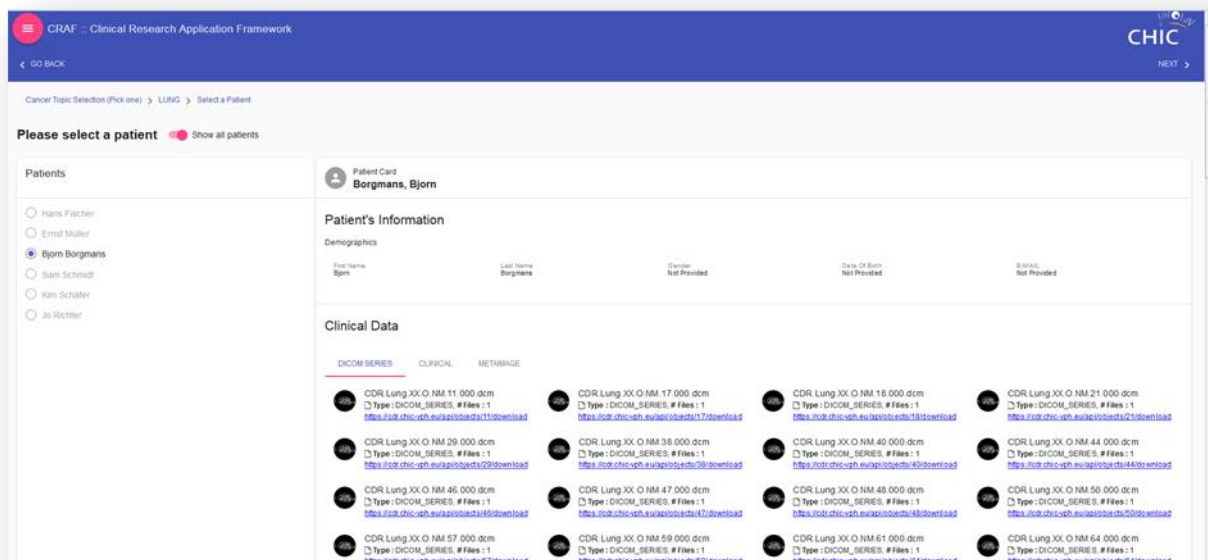 CRAF :: Clinical Research Application Framework
CHIC
GO BACK
NEXT
Cancer Topic Selection (Pick one) > LUNG > Select a Patient
Please select a patient Show all patients
Patients
Hans Fischer
Ernst Müller
Bjorn Borgmans
Sam Schmidt
Kim Schäfer
Jo Richter
Patient Card
Borgmans, Bjorn
Patient's Information
Demographics
First Name Last Name Gender Date Of Birth E-MAIL
Bjorn Borgmans Not Provided Not Provided Not Provided
Clinical Data
DICOM SERIES CLINICAL METAIMAGE
CDR.Lung.XX.O.NM.11.000.dcm CDR.Lung.XX.O.NM.17.000.dcm CDR.Lung.XX.O.NM.18.000.dcm CDR.Lung.XX.O.NM.21.000.dcm
Type : DICOM_SERIES, # Files : 1 Type : DICOM_SERIES, # Files : 1 Type : DICOM_SERIES, # Files : 1 Type : DICOM_SERIES, # Files : 1
https://cdr.chic-vph.eu/api/objects/11/download https://cdr.chic-vph.eu/api/objects/17/download https://cdr.chic-vph.eu/api/objects/18/download https://cdr.chic-vph.eu/api/objects/21/download
CDR.Lung.XX.O.NM.29.000.dcm CDR.Lung.XX.O.NM.38.000.dcm CDR.Lung.XX.O.NM.40.000.dcm CDR.Lung.XX.O.NM.44.000.dcm
Type : DICOM_SERIES, # Files : 1 Type : DICOM_SERIES, # Files : 1 Type : DICOM_SERIES, # Files : 1 Type : DICOM_SERIES, # Files : 1
https://cdr.chic-vph.eu/api/objects/29/download https://cdr.chic-vph.eu/api/objects/38/download https://cdr.chic-vph.eu/api/objects/40/download https://cdr.chic-vph.eu/api/objects/44/download
CDR.Lung.XX.O.NM.46.000.dcm CDR.Lung.XX.O.NM.47.000.dcm CDR.Lung.XX.O.NM.48.000.dcm CDR.Lung.XX.O.NM.50.000.dcm
Type : DICOM_SERIES, # Files : 1 Type : DICOM_SERIES, # Files : 1 Type : DICOM_SERIES, # Files : 1 Type : DICOM_SERIES, # Files : 1
https://cdr.chic-vph.eu/api/objects/46/download https://cdr.chic-vph.eu/api/objects/47/download https://cdr.chic-vph.eu/api/objects/48/download https://cdr.chic-vph.eu/api/objects/50/download
CDR.Lung.XX.O.NM.57.000.dcm CDR.Lung.XX.O.NM.59.000.dcm CDR.Lung.XX.O.NM.61.000.dcm CDR.Lung.XX.O.NM.64.000.dcm
Type : DICOM_SERIES, # Files : 1 Type : DICOM_SERIES, # Files : 1 Type : DICOM_SERIES, # Files : 1 Type : DICOM_SERIES, # Files : 1